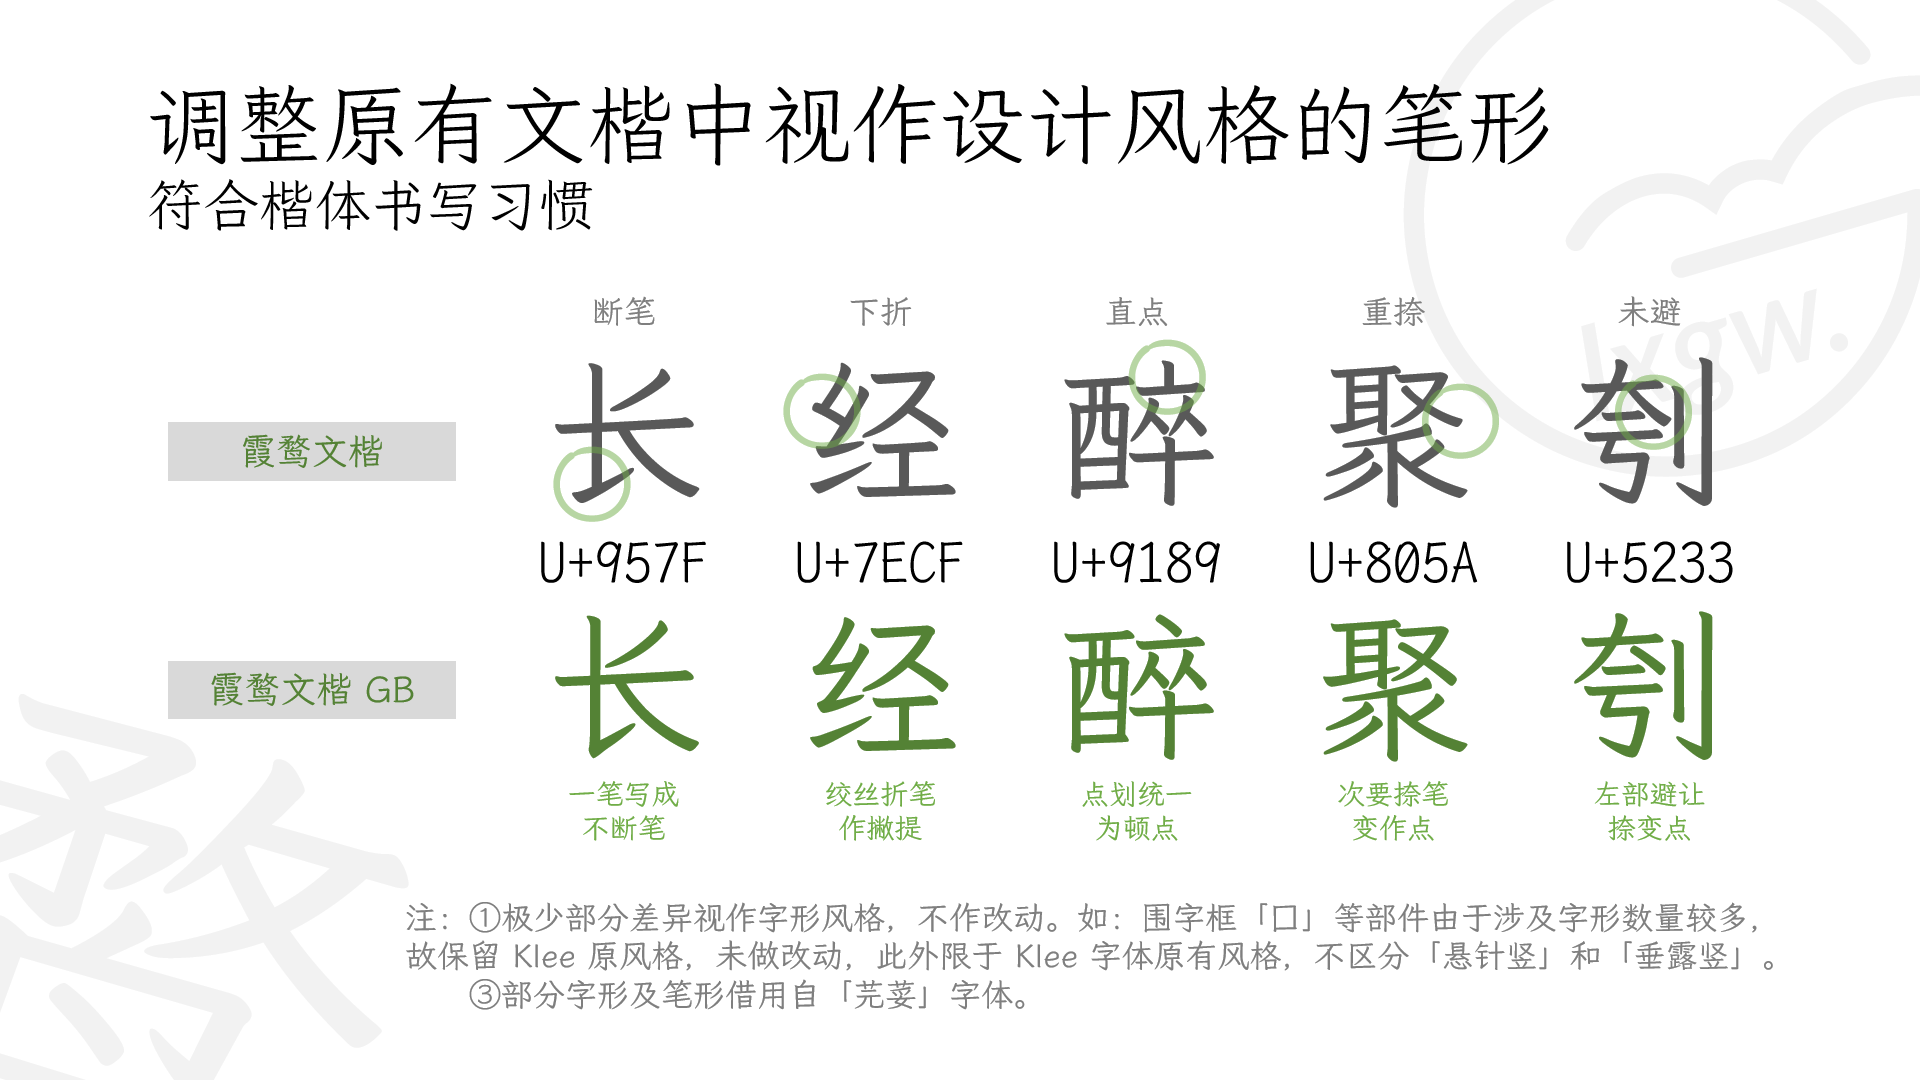 调整原有文楷中视作设计风格的笔形
符合楷体书写习惯
断笔 下折 直点 重捺 未避
霞鹜文楷 长 经 醉 聚 刳
U+957F U+7ECF U+9189 U+805A U+5233
霞鹜文楷 GB 长 经 醉 聚 刳
一笔写成 绞丝折笔 点划统一 次要捺笔 左部避让
不断笔 作撇提 为顿点 变作点 捺变点
注：①极少部分差异视作字形风格，不作改动。如：围字框「囗」等部件由于涉及字形数量较多，
故保留 Klee 原风格，未做改动，此外限于 Klee 字体原有风格，不区分「悬针竖」和「垂露竖」。
③部分字形及笔形借用自「芫荽」字体。
lxgw.
鹜